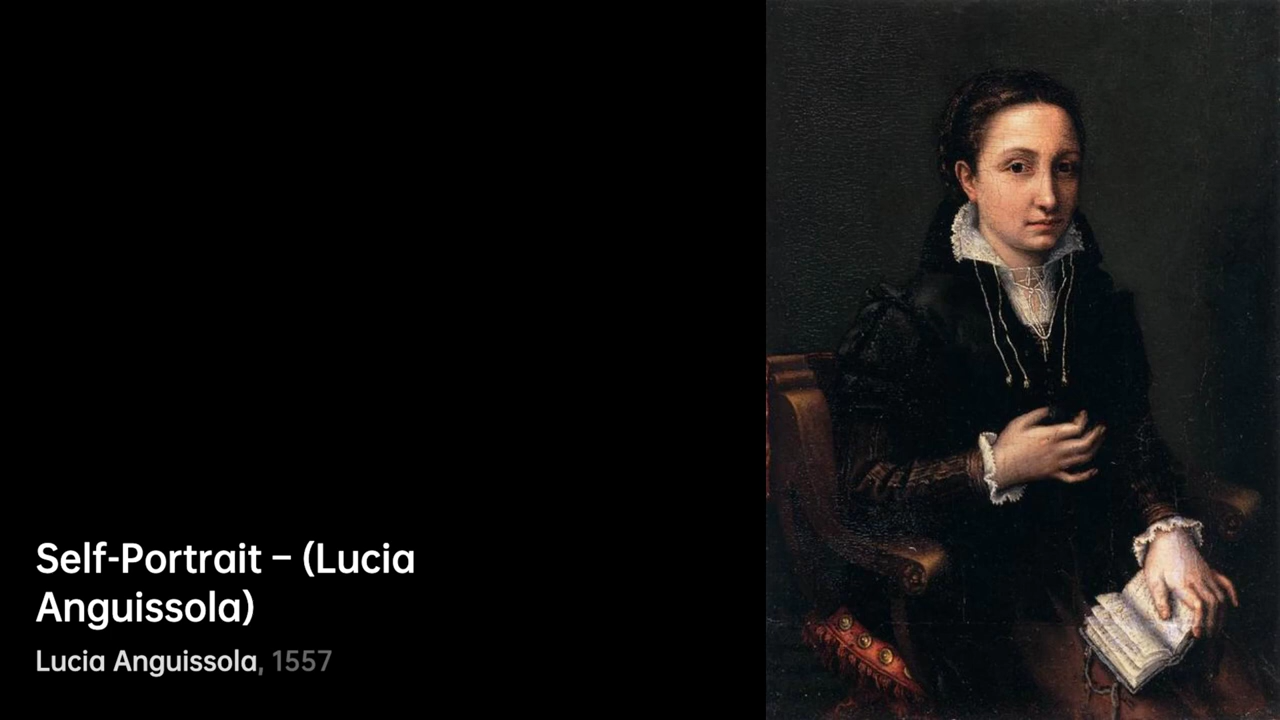 Self-Portrait – (Lucia
Anguissola)
Lucia Anguissola, 1557